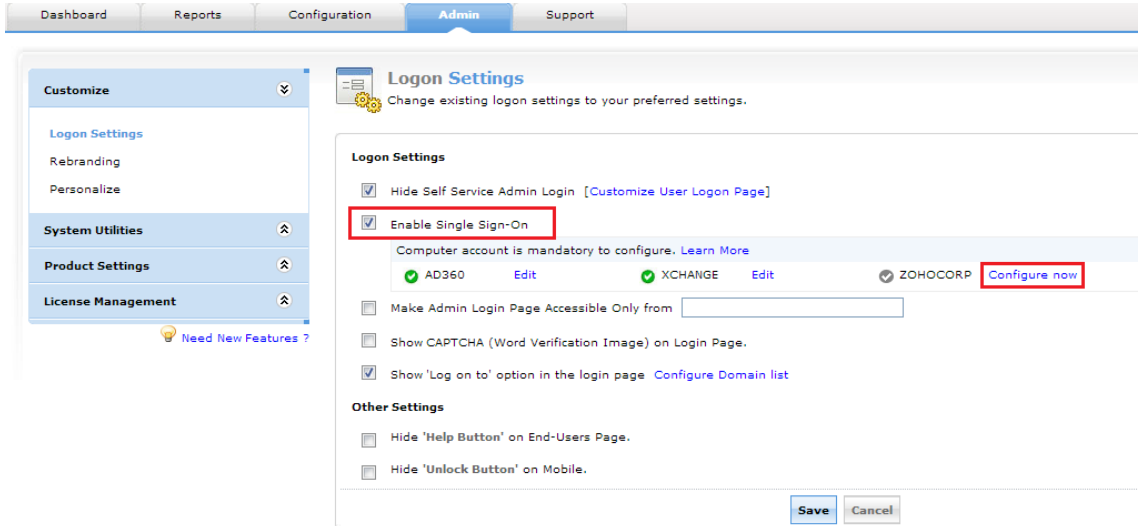 Dashboard Reports Configuration Admin Support
Customize
Logon Settings
Rebranding
Personalize
System Utilities
Product Settings
License Management
Need New Features ?
Logon Settings
Change existing logon settings to your preferred settings.
Logon Settings
Hide Self Service Admin Login [Customize User Logon Page]
Enable Single Sign-On
Computer account is mandatory to configure. Learn More
AD360 Edit XCHANGE Edit ZOHOCORP Configure now
Make Admin Login Page Accessible Only from
Show CAPTCHA (Word Verification Image) on Login Page.
Show 'Log on to' option in the login page Configure Domain list
Other Settings
Hide 'Help Button' on End-Users Page.
Hide 'Unlock Button' on Mobile.
Save Cancel